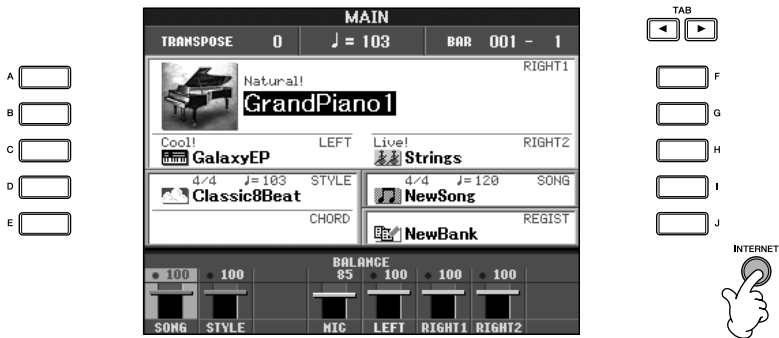 MAIN
TAB
TRANSPOSE 0 ♩= 103 BAR 001 - 1
RIGHT1
Natural!
GrandPiano1
Cool! LEFT
GalaxyEP
Live! RIGHT2
Strings
4/4 ♩=103 STYLE
Classic8Beat
4/4 ♩=120 SONG
NewSong
CHORD
REGIST
NewBank
BALANCE
100 100 85 100 100 100
SONG STYLE MIC LEFT RIGHT1 RIGHT2
A
B
C
D
E
F
G
H
I
J
INTERNET